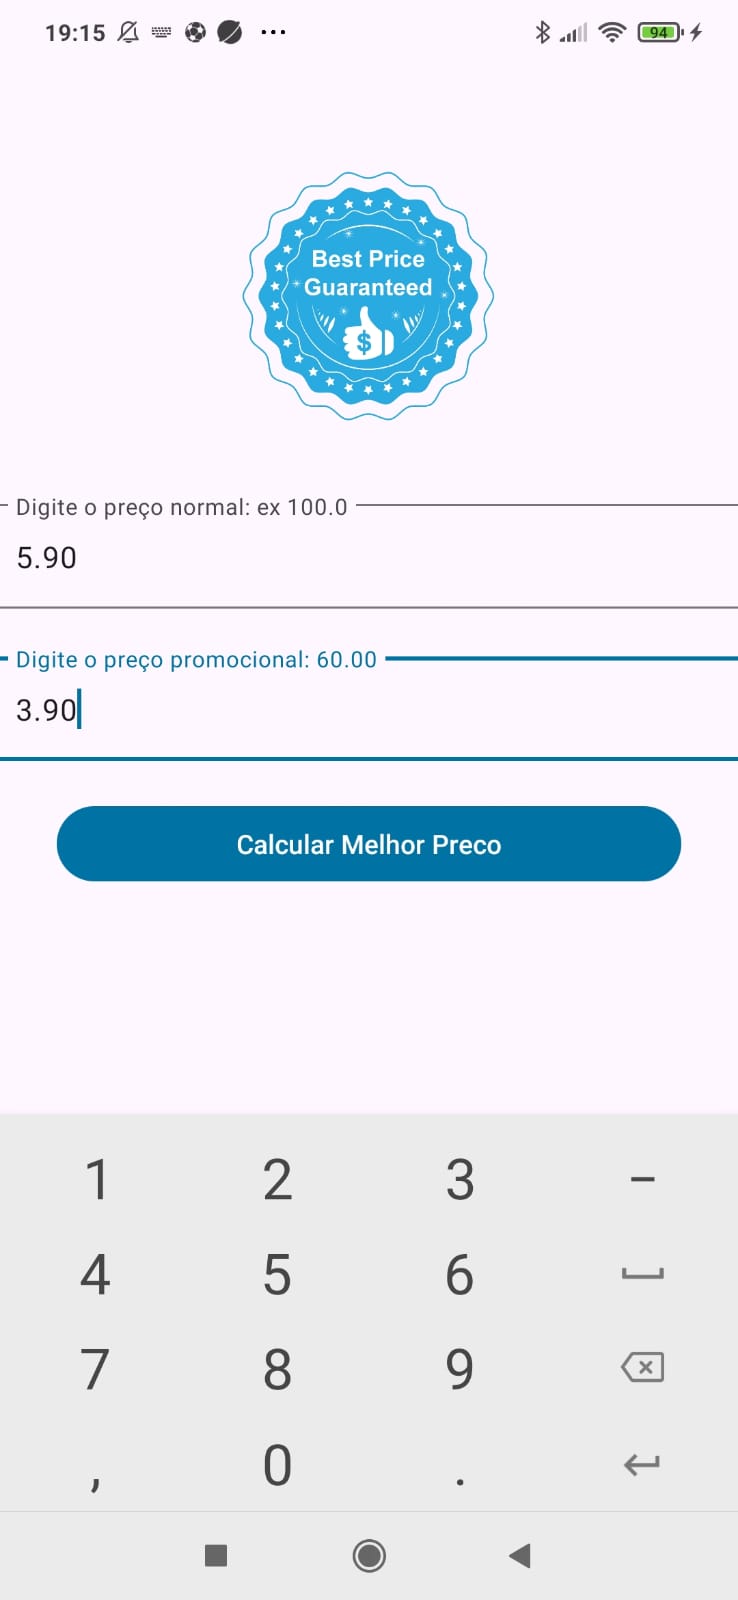 19:15
94
Best Price
Guaranteed
$
Digite o preço normal: ex 100.0
5.90
Digite o preço promocional: 60.00
3.90
Calcular Melhor Preco
1 2 3 –
4 5 6
7 8 9
, 0 .